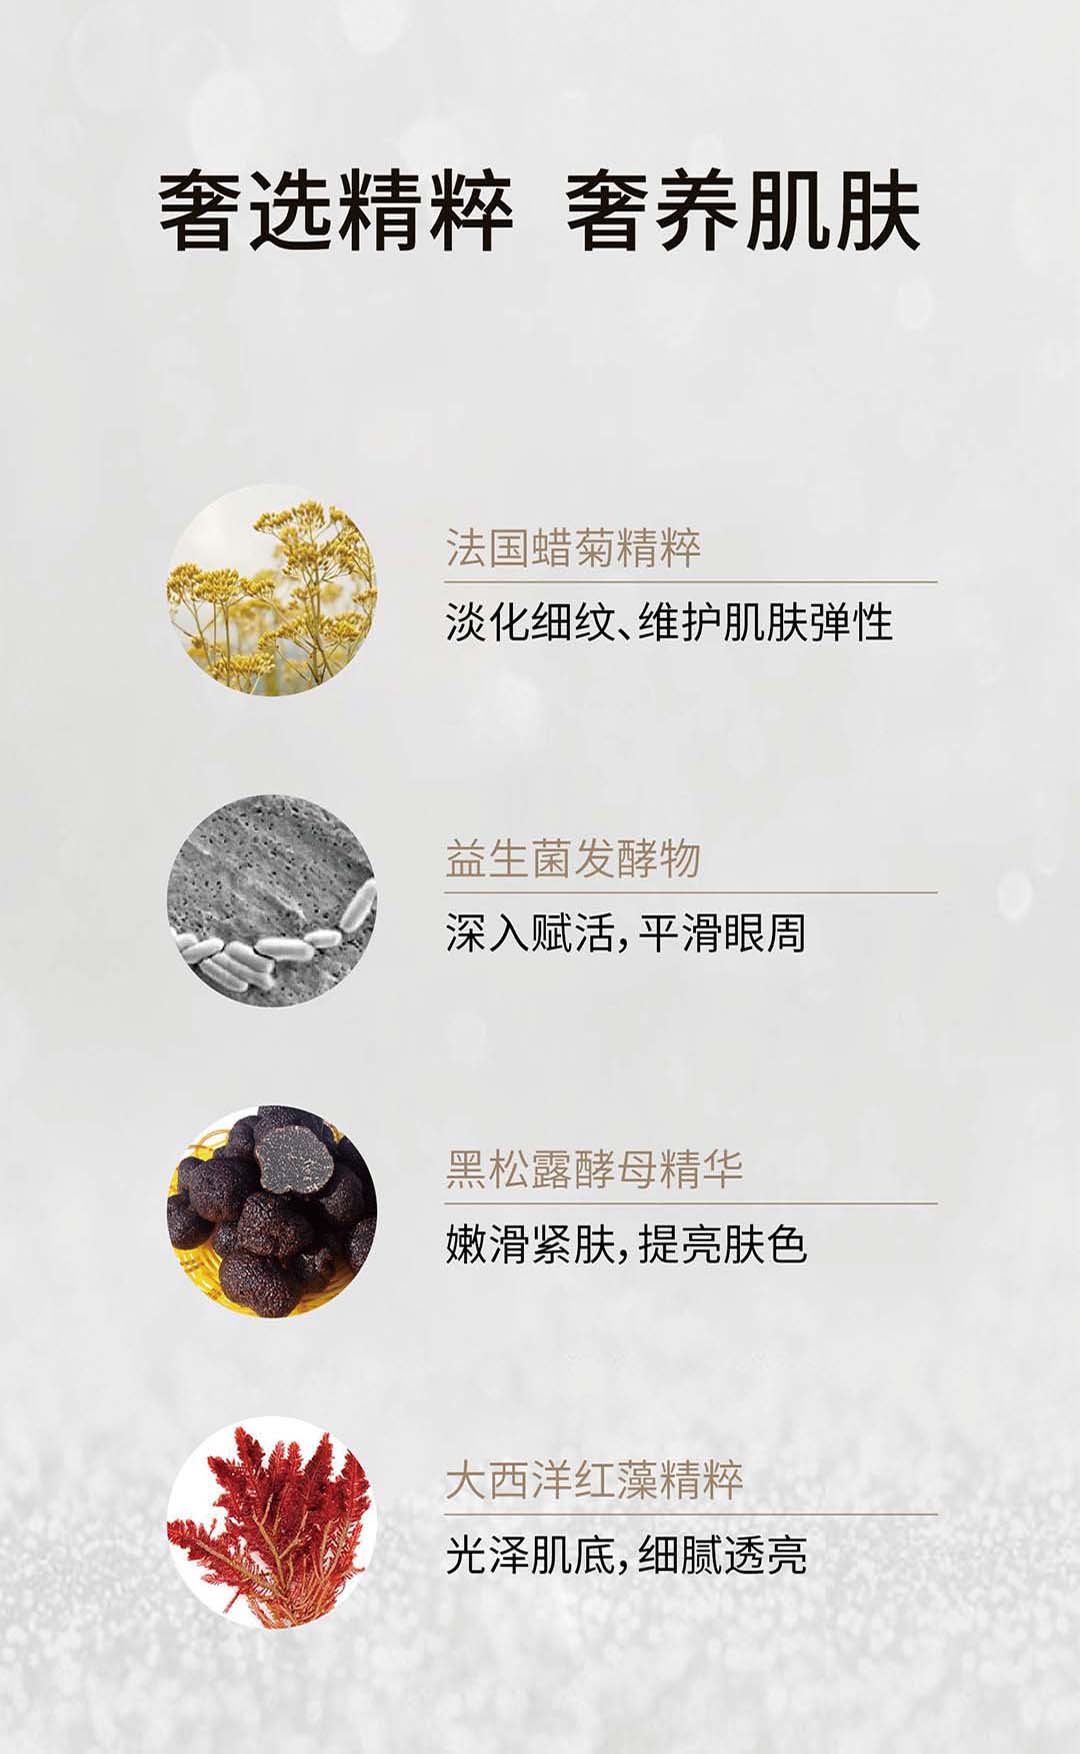 奢选精粹 奢养肌肤
法国蜡菊精粹
淡化细纹、维护肌肤弹性
益生菌发酵物
深入赋活，平滑眼周
黑松露酵母精华
嫩滑紧肤，提亮肤色
大西洋红藻精粹
光泽肌底，细腻透亮